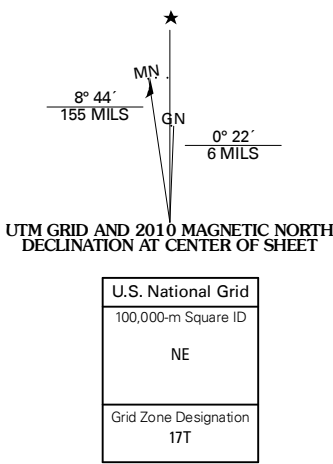 MN
GN
8° 44´
155 MILS
0° 22´
6 MILS
UTM GRID AND 2010 MAGNETIC NORTH
DECLINATION AT CENTER OF SHEET
U.S. National Grid
100,000-m Square ID
NE
Grid Zone Designation
17T